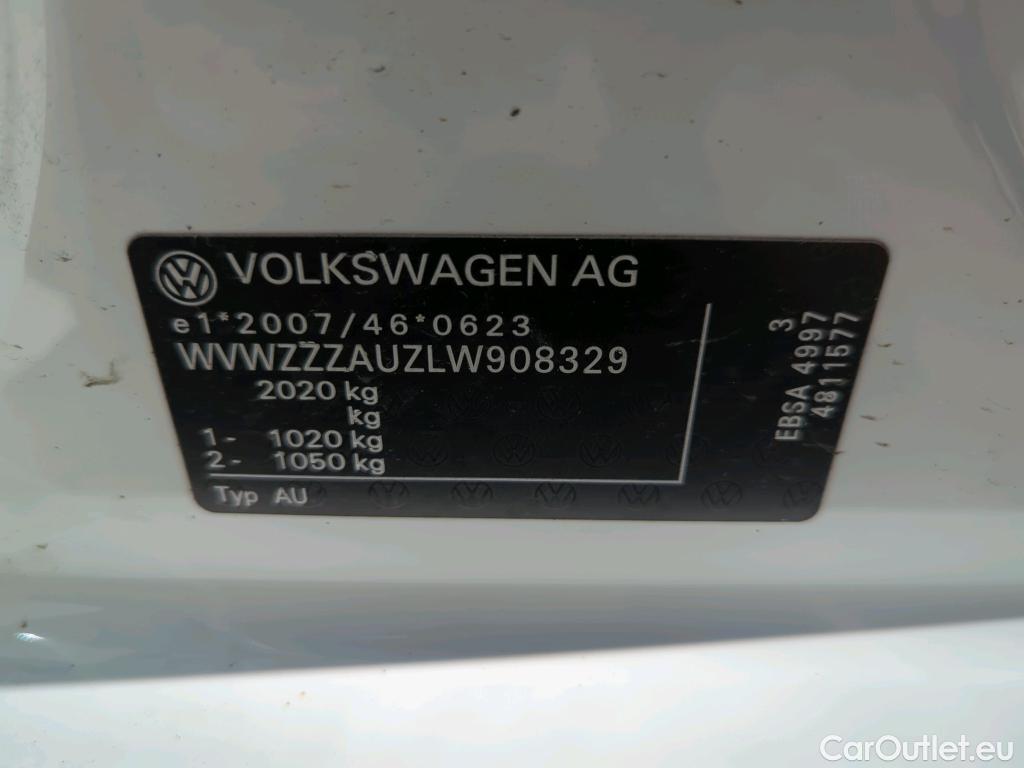 VOLKSWAGEN AG
e1*2007/46*0623
WVWZZZAUZLW908329
2020 kg
kg
1- 1020 kg
2- 1050 kg
Typ AU
3
EBSA 4997
4811577
CarOutlet.eu